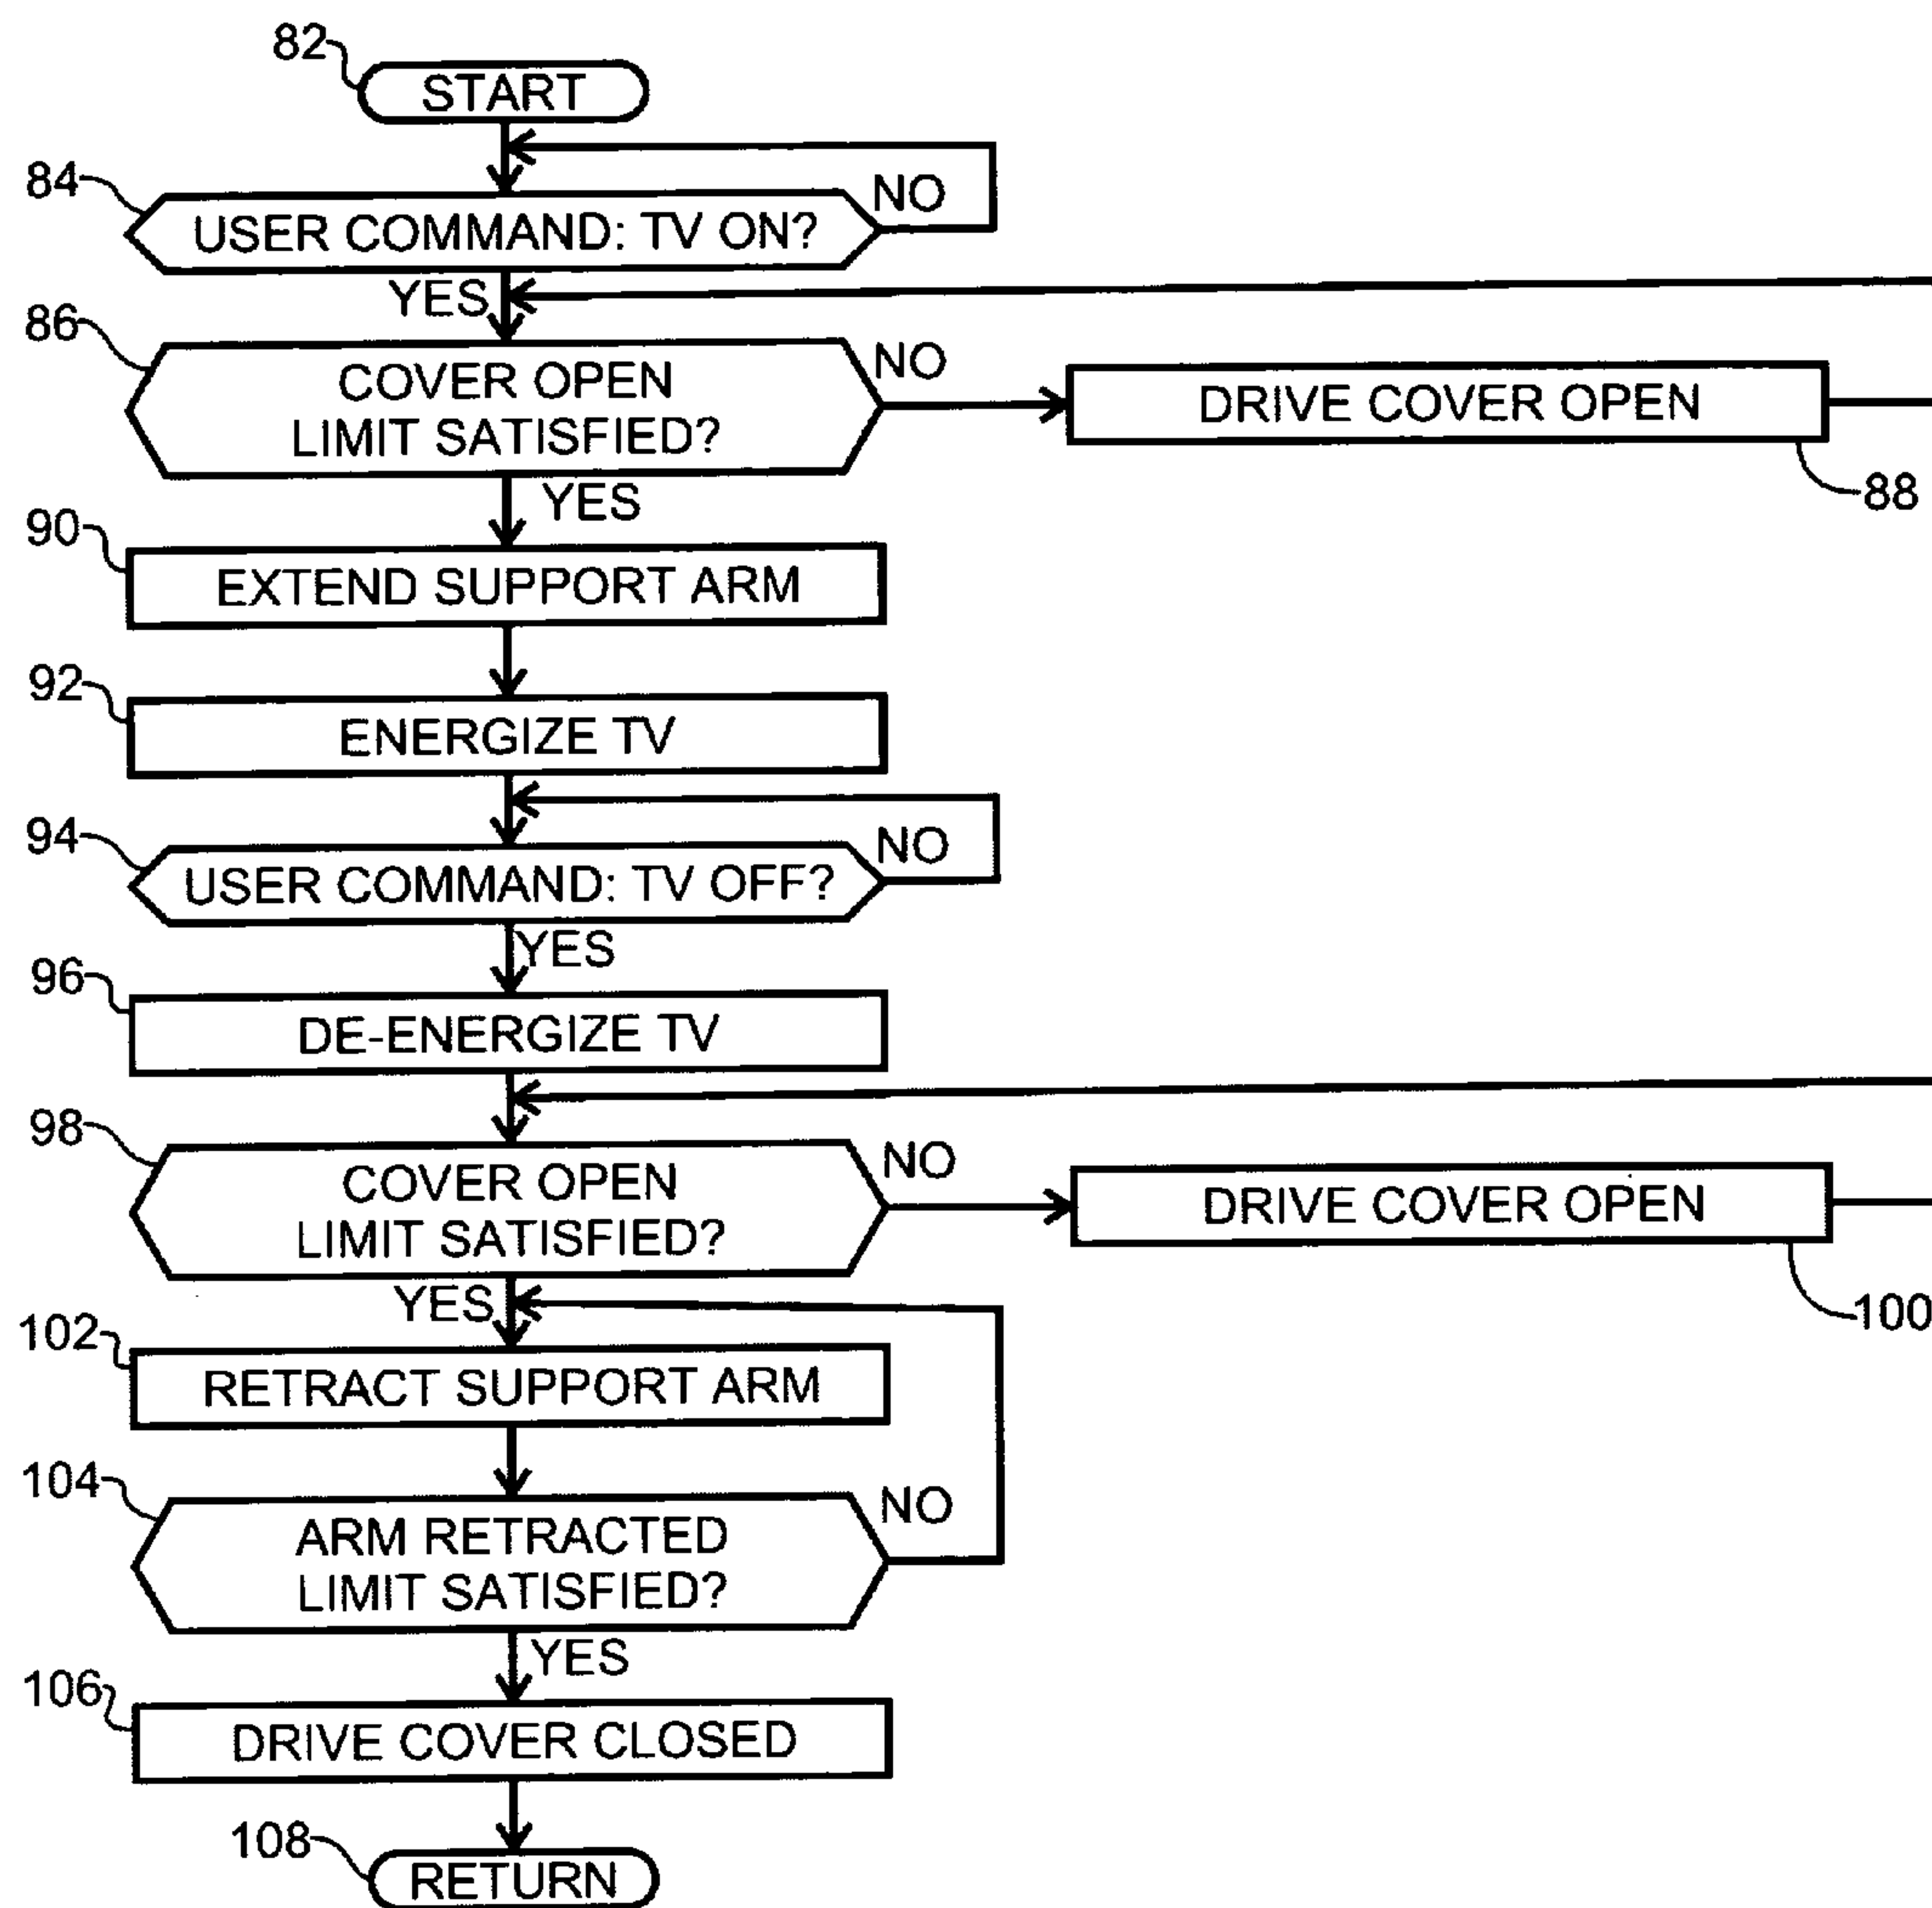 82
START
84
NO
USER COMMAND: TV ON?
YES
86
NO
COVER OPEN
LIMIT SATISFIED?
DRIVE COVER OPEN
88
YES
90
EXTEND SUPPORT ARM
92
ENERGIZE TV
94
NO
USER COMMAND: TV OFF?
YES
96
DE-ENERGIZE TV
98
NO
COVER OPEN
LIMIT SATISFIED?
DRIVE COVER OPEN
100
YES
102
RETRACT SUPPORT ARM
104
NO
ARM RETRACTED
LIMIT SATISFIED?
YES
106
DRIVE COVER CLOSED
108
RETURN